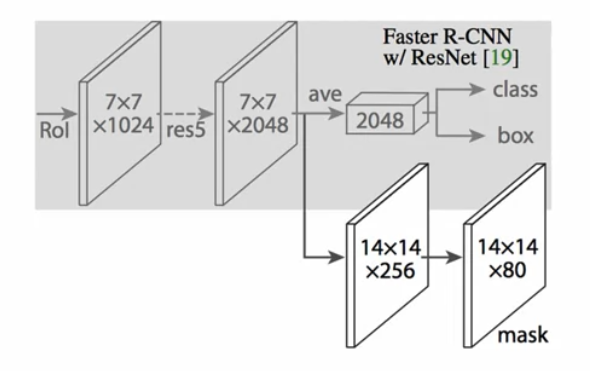 Faster R-CNN
w/ ResNet [19]
RoI
7×7
×1024
res5
7×7
×2048
ave
2048
class
box
14×14
×256
14×14
×80
mask